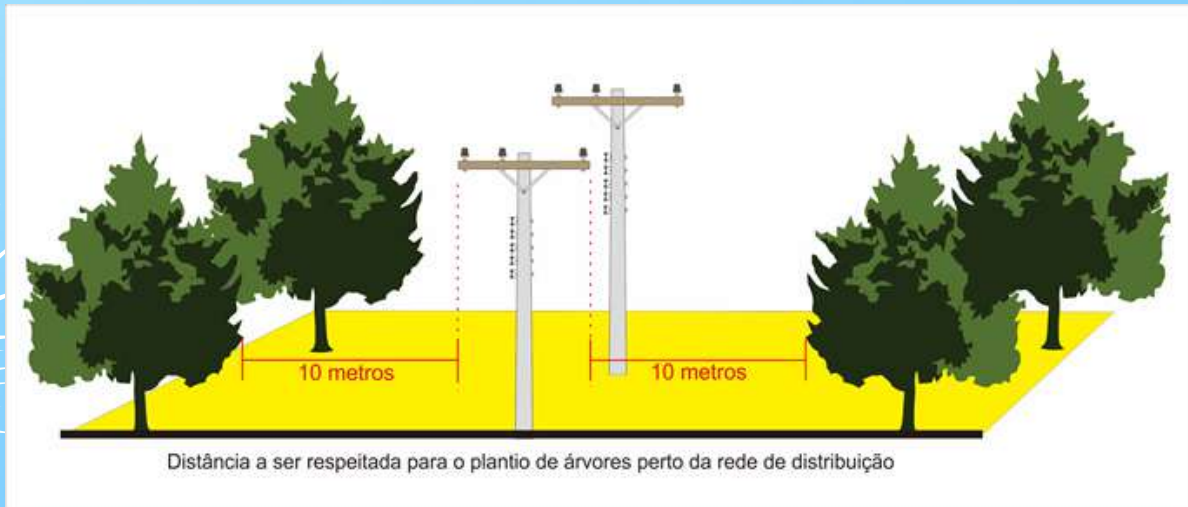 10 metros
10 metros
Distância a ser respeitada para o plantio de árvores perto da rede de distribuição